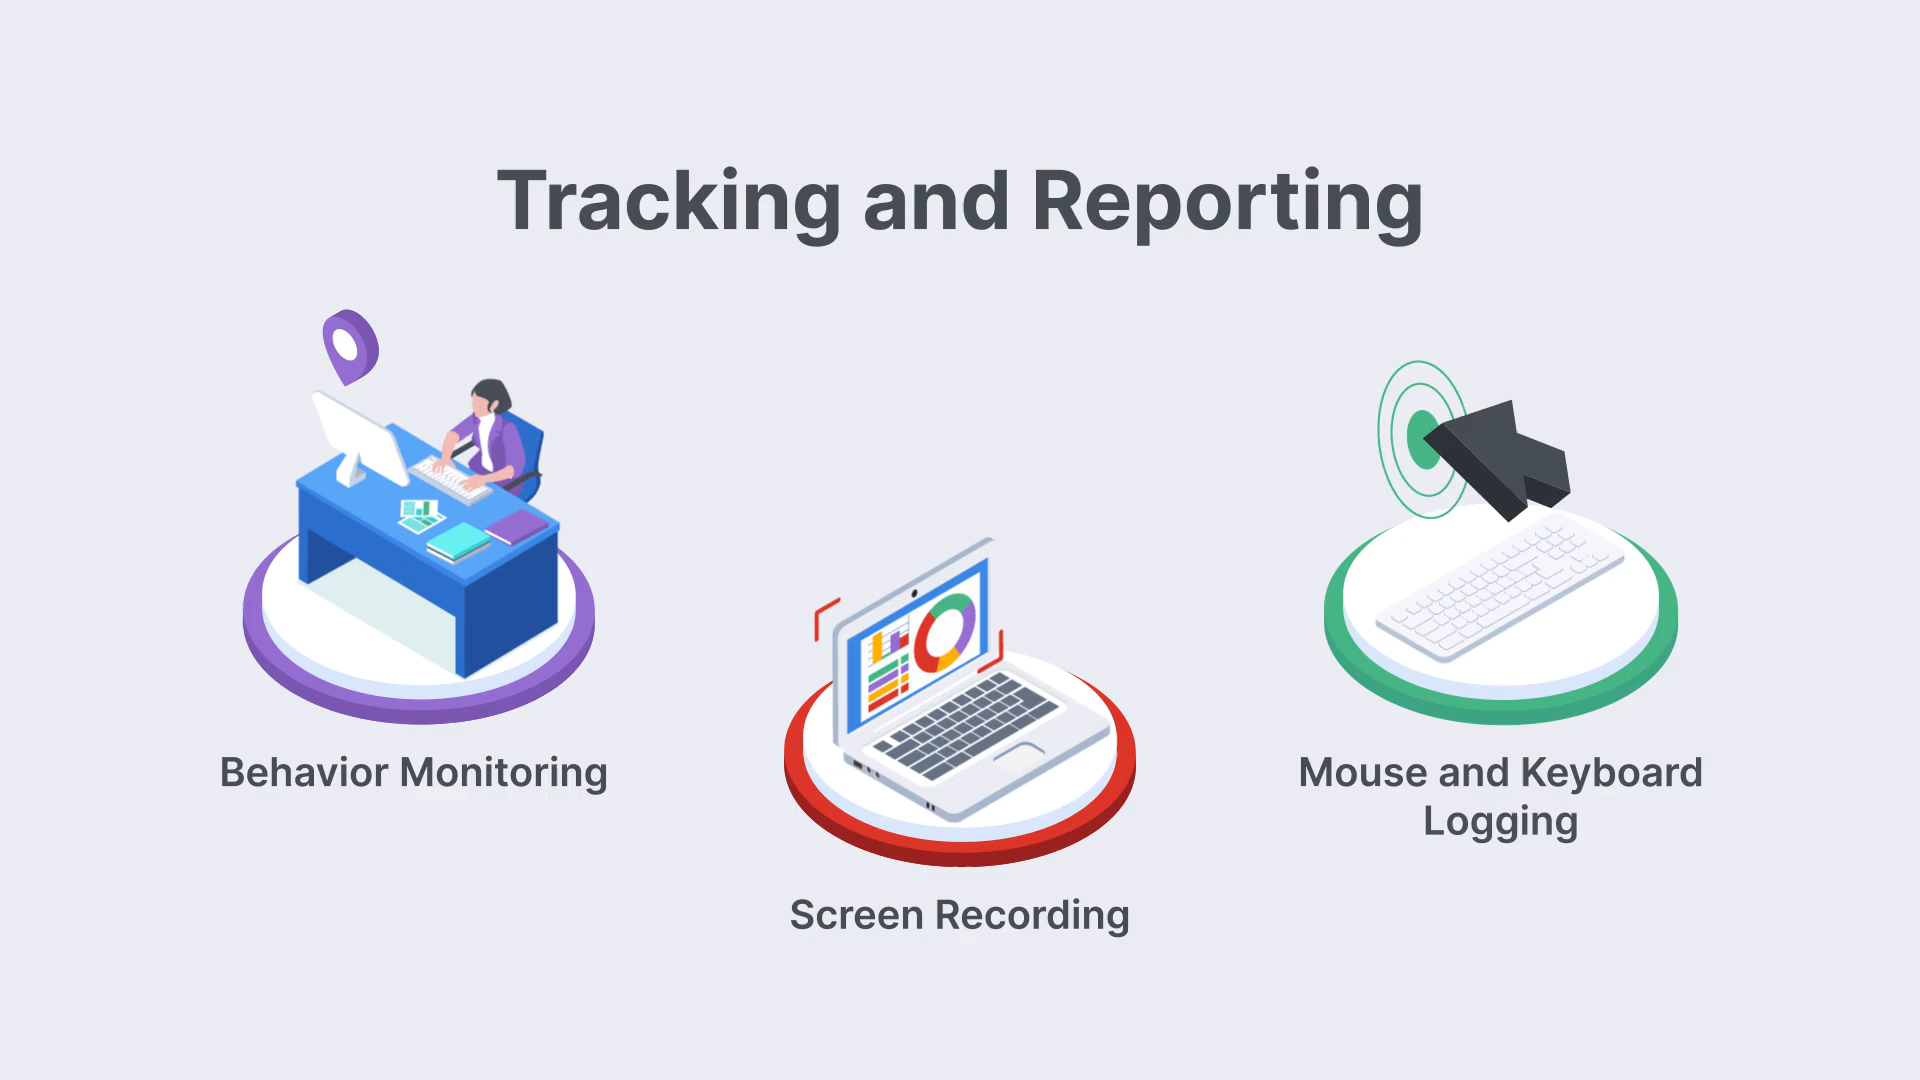 Tracking and Reporting
Behavior Monitoring
Screen Recording
Mouse and Keyboard
Logging